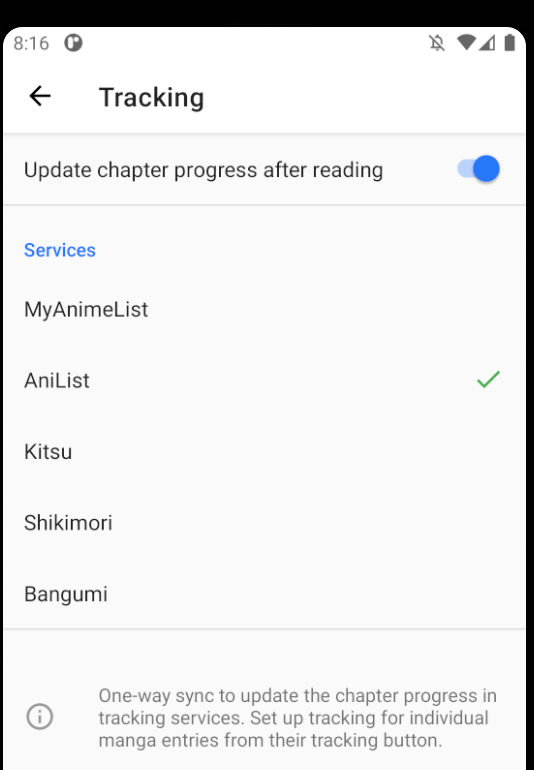 8:16
Tracking
Update chapter progress after reading
Services
MyAnimeList
AniList
Kitsu
Shikimori
Bangumi
One-way sync to update the chapter progress in
tracking services. Set up tracking for individual
manga entries from their tracking button.